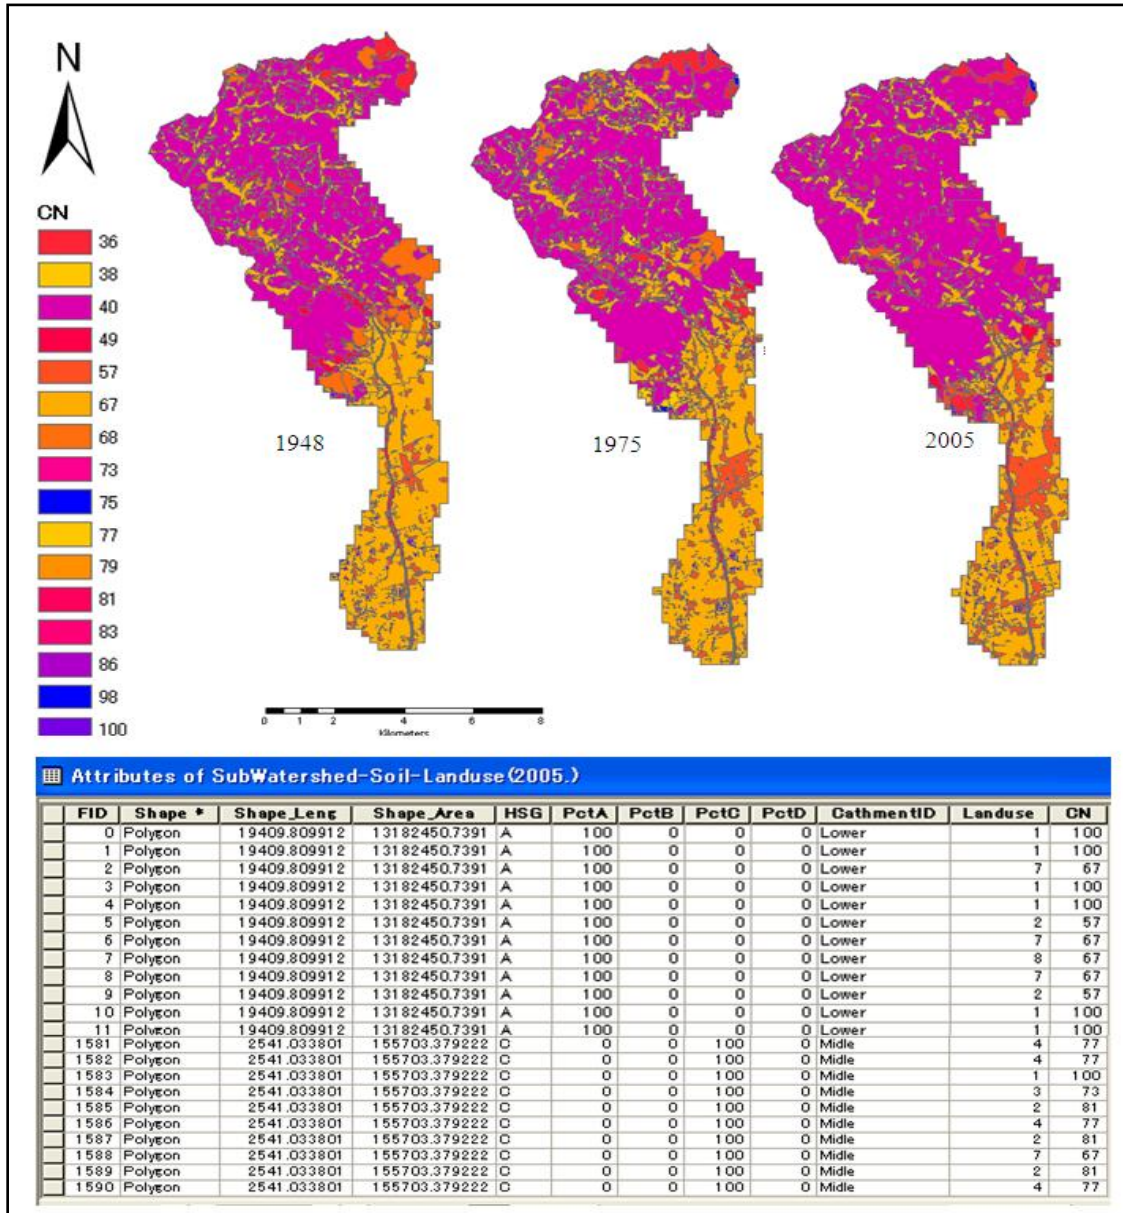 N
CN
36
38
40
49
57
67
68
73
75
77
79
81
83
86
98
100
1948
1975
2005
0 1 2 4 6 8
Kilometers
Attributes of SubWatershed-Soil-Landuse(2005.)
FID Shape * Shape_Leng Shape_Area HSG PctA PctB PctC PctD CathmentID Landuse CN
0 Polygon 19409.809912 13182450.7391 A 100 0 0 0 Lower 1 100
1 Polygon 19409.809912 13182450.7391 A 100 0 0 0 Lower 1 100
2 Polygon 19409.809912 13182450.7391 A 100 0 0 0 Lower 7 67
3 Polygon 19409.809912 13182450.7391 A 100 0 0 0 Lower 1 100
4 Polygon 19409.809912 13182450.7391 A 100 0 0 0 Lower 1 100
5 Polygon 19409.809912 13182450.7391 A 100 0 0 0 Lower 2 57
6 Polygon 19409.809912 13182450.7391 A 100 0 0 0 Lower 7 67
7 Polygon 19409.809912 13182450.7391 A 100 0 0 0 Lower 8 67
8 Polygon 19409.809912 13182450.7391 A 100 0 0 0 Lower 7 67
9 Polygon 19409.809912 13182450.7391 A 100 0 0 0 Lower 2 57
10 Polygon 19409.809912 13182450.7391 A 100 0 0 0 Lower 1 100
11 Polygon 19409.809912 13182450.7391 A 100 0 0 0 Lower 1 100
1581 Polygon 2541.033801 155703.379222 C 0 0 100 0 Midle 4 77
1582 Polygon 2541.033801 155703.379222 C 0 0 100 0 Midle 4 77
1583 Polygon 2541.033801 155703.379222 C 0 0 100 0 Midle 1 100
1584 Polygon 2541.033801 155703.379222 C 0 0 100 0 Midle 3 73
1585 Polygon 2541.033801 155703.379222 C 0 0 100 0 Midle 2 81
1586 Polygon 2541.033801 155703.379222 C 0 0 100 0 Midle 4 77
1587 Polygon 2541.033801 155703.379222 C 0 0 100 0 Midle 2 81
1588 Polygon 2541.033801 155703.379222 C 0 0 100 0 Midle 7 67
1589 Polygon 2541.033801 155703.379222 C 0 0 100 0 Midle 2 81
1590 Polygon 2541.033801 155703.379222 C 0 0 100 0 Midle 4 77